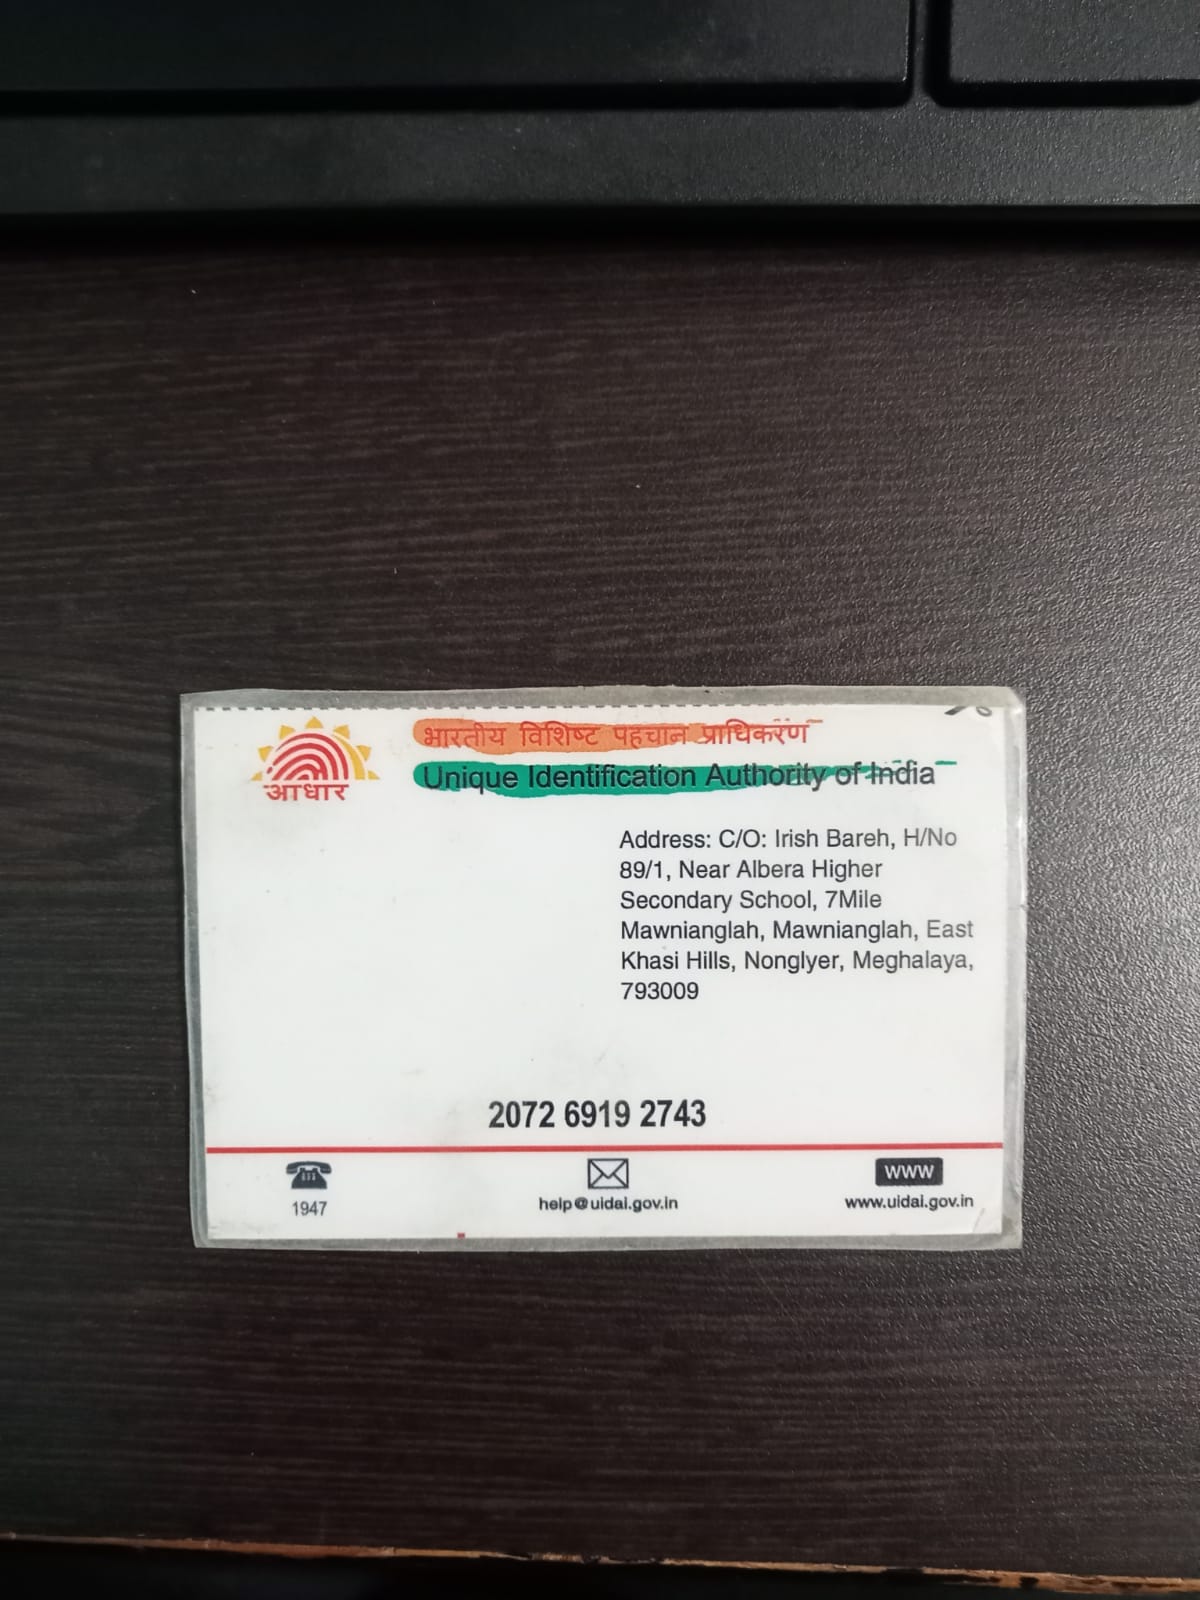 भारतीय विशिष्ट पहचान प्राधिकरण
Unique Identification Authority of India
आधार
Address: C/O: Irish Bareh, H/No
89/1, Near Albera Higher
Secondary School, 7Mile
Mawnianglah, Mawnianglah, East
Khasi Hills, Nonglyer, Meghalaya,
793009
2072 6919 2743
1947
help@uidai.gov.in
WWW
www.uidai.gov.in